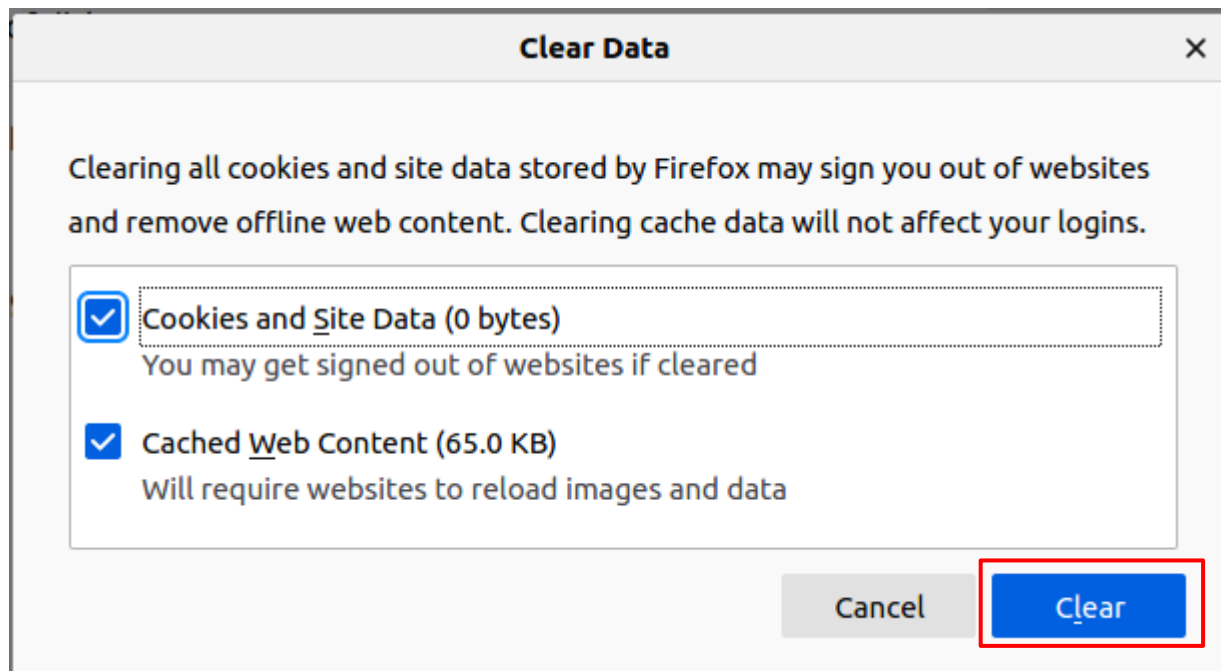 Clear Data
Clearing all cookies and site data stored by Firefox may sign you out of websites
and remove offline web content. Clearing cache data will not affect your logins.
Cookies and Site Data (0 bytes)
You may get signed out of websites if cleared
Cached Web Content (65.0 KB)
Will require websites to reload images and data
Cancel
Clear